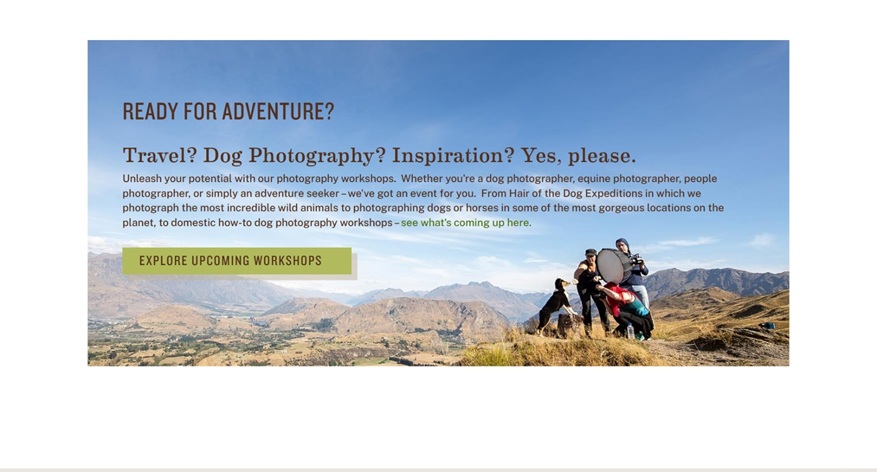 READY FOR ADVENTURE?
Travel? Dog Photography? Inspiration? Yes, please.
Unleash your potential with our photography workshops.  Whether you're a dog photographer, equine photographer, people
photographer, or simply an adventure seeker – we've got an event for you.  From Hair of the Dog Expeditions in which we
photograph the most incredible wild animals to photographing dogs or horses in some of the most gorgeous locations on the
planet, to domestic how-to dog photography workshops – see what's coming up here.
EXPLORE UPCOMING WORKSHOPS